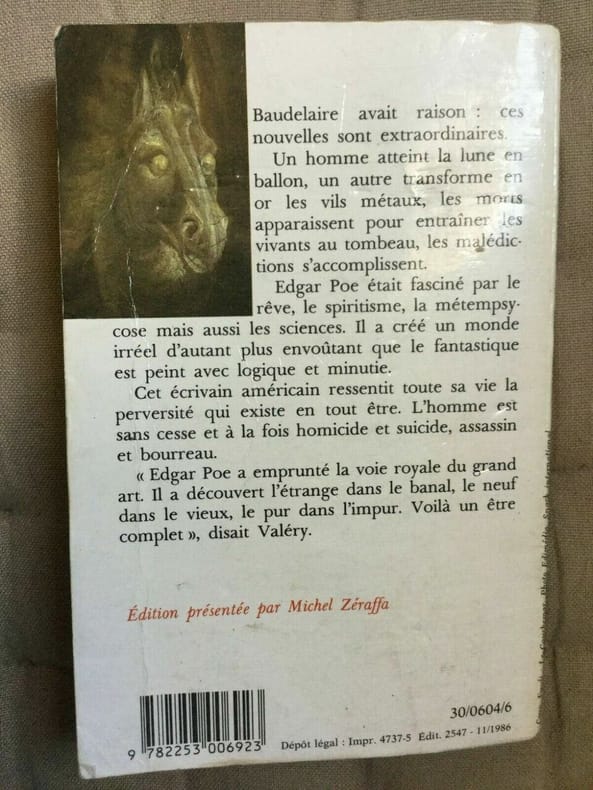 Baudelaire avait raison : ces
nouvelles sont extraordinaires.
Un homme atteint la lune en
ballon, un autre transforme en
or les vils métaux, les morts
apparaissent pour entraîner les
vivants au tombeau, les malédic-
tions s'accomplissent.
Edgar Poe était fasciné par le
rêve, le spiritisme, la métempsy-
cose mais aussi les sciences. Il a créé un monde
irréel d'autant plus envoûtant que le fantastique
est peint avec logique et minutie.
Cet écrivain américain ressentit toute sa vie la
perversité qui existe en tout être. L'homme est
sans cesse et à la fois homicide et suicide, assassin
et bourreau.
« Edgar Poe a emprunté la voie royale du grand
art. Il a découvert l'étrange dans le banal, le neuf
dans le vieux, le pur dans l'impur. Voilà un être
complet », disait Valéry.
Édition présentée par Michel Zéraffa
30/0604/6
9 782253 006923
Dépôt légal : Impr. 4737-5 Édit. 2547 - 11/1986